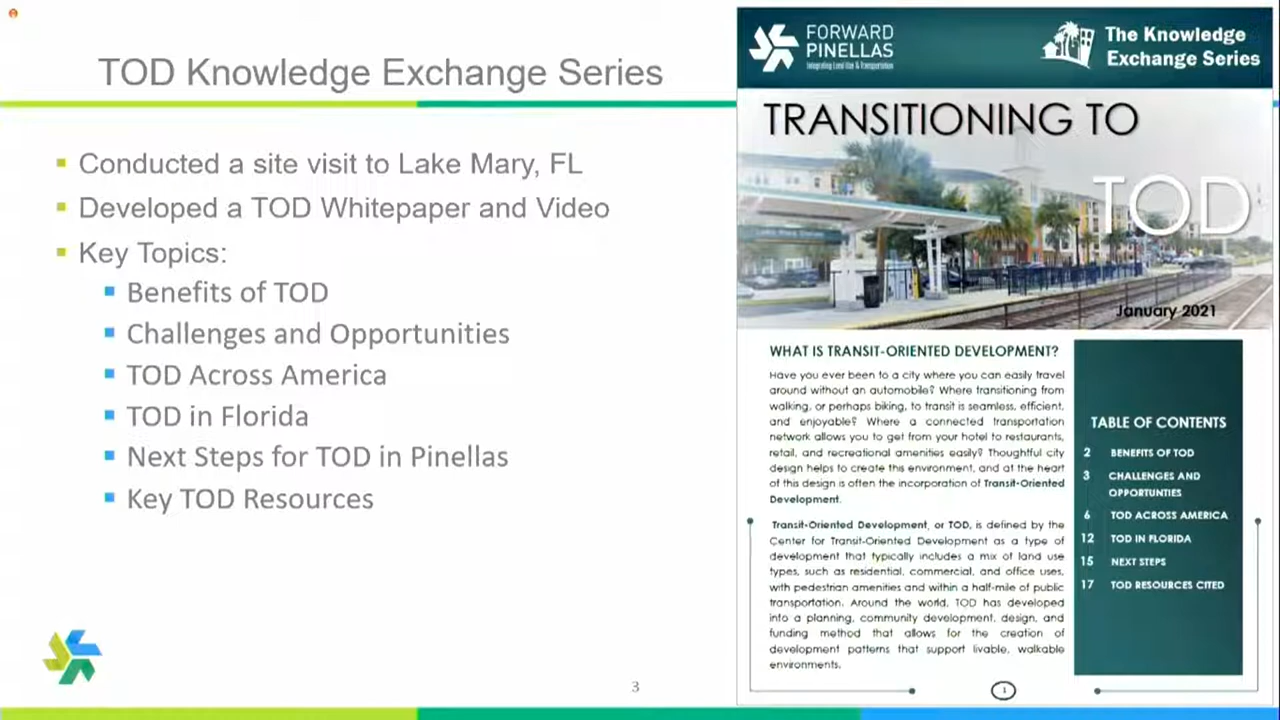 TOD Knowledge Exchange Series
Conducted a site visit to Lake Mary, FL
Developed a TOD Whitepaper and Video
Key Topics:
Benefits of TOD
Challenges and Opportunities
TOD Across America
TOD in Florida
Next Steps for TOD in Pinellas
Key TOD Resources
3
FORWARD
PINELLAS
Integrating Land Use & Transportation
The Knowledge
Exchange Series
TRANSITIONING TO
TOD
January 2021
WHAT IS TRANSIT-ORIENTED DEVELOPMENT?
Have you ever been to a city where you can easily travel
around without an automobile? Where transitioning from
walking, or perhaps biking, to transit is seamless, efficient,
and enjoyable? Where a connected transportation
network allows you to get from your hotel to restaurants,
retail, and recreational amenities easily? Thoughtful city
design helps to create this environment, and at the heart
of this design is often the incorporation of Transit-Oriented
Development.
Transit-Oriented Development, or TOD, is defined by the
Center for Transit-Oriented Development as a type of
development that typically includes a mix of land use
types, such as residential, commercial, and office uses,
with pedestrian amenities and within a half-mile of public
transportation. Around the world, TOD has developed
into a planning, community development, design, and
funding method that allows for the creation of
development patterns that support livable, walkable
environments.
TABLE OF CONTENTS
2 BENEFITS OF TOD
3 CHALLENGES AND
OPPORTUNTIES
6 TOD ACROSS AMERICA
12 TOD IN FLORIDA
15 NEXT STEPS
17 TOD RESOURCES CITED
1